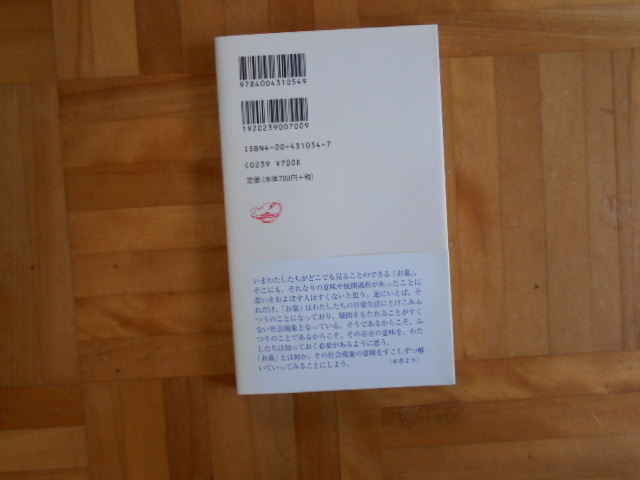 9784004310549
1920239007009
ISBN4-00-431054-7
C0239 ¥700E
定価(本体700円+税)
いまわたしたちがどこでも見ることのできる「お墓」、
そこにも、それなりの意味や展開過程があったことに
思いをおよぼす人はすくないと思う。逆にいえば、そ
れだけ、「お墓」はわたしたちの日常生活にとけこみふ
つうのことになっており、疑問をもたれることがすく
ない社会現象となっている。そうであるからこそ、ふ
つうのことであるからこそ、その存在の意味を、わた
したちは知っておく必要があるように思う。
「お墓」とは何か。その社会現象の意味をすこしずつ解
いていってみることにしよう。
(本書より)